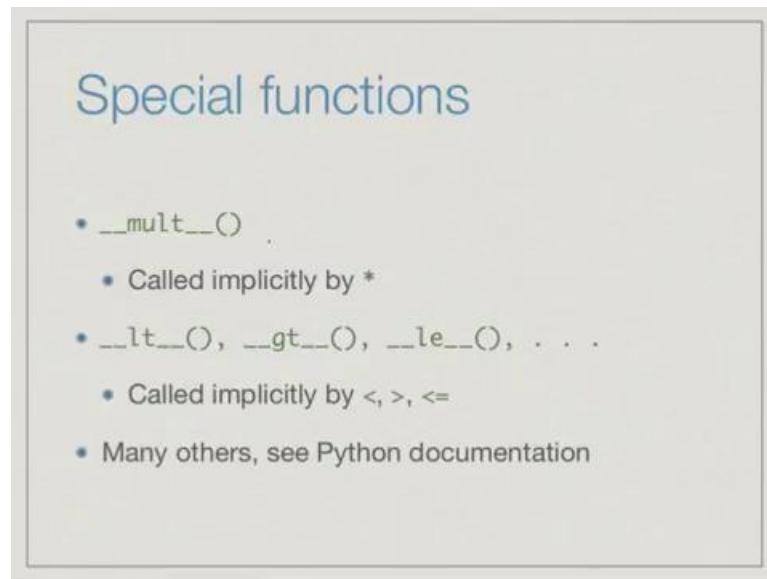 Special functions
• __mult__()
• Called implicitly by *
• __lt__(), __gt__(), __le__(), . . .
• Called implicitly by <, >, <=
• Many others, see Python documentation